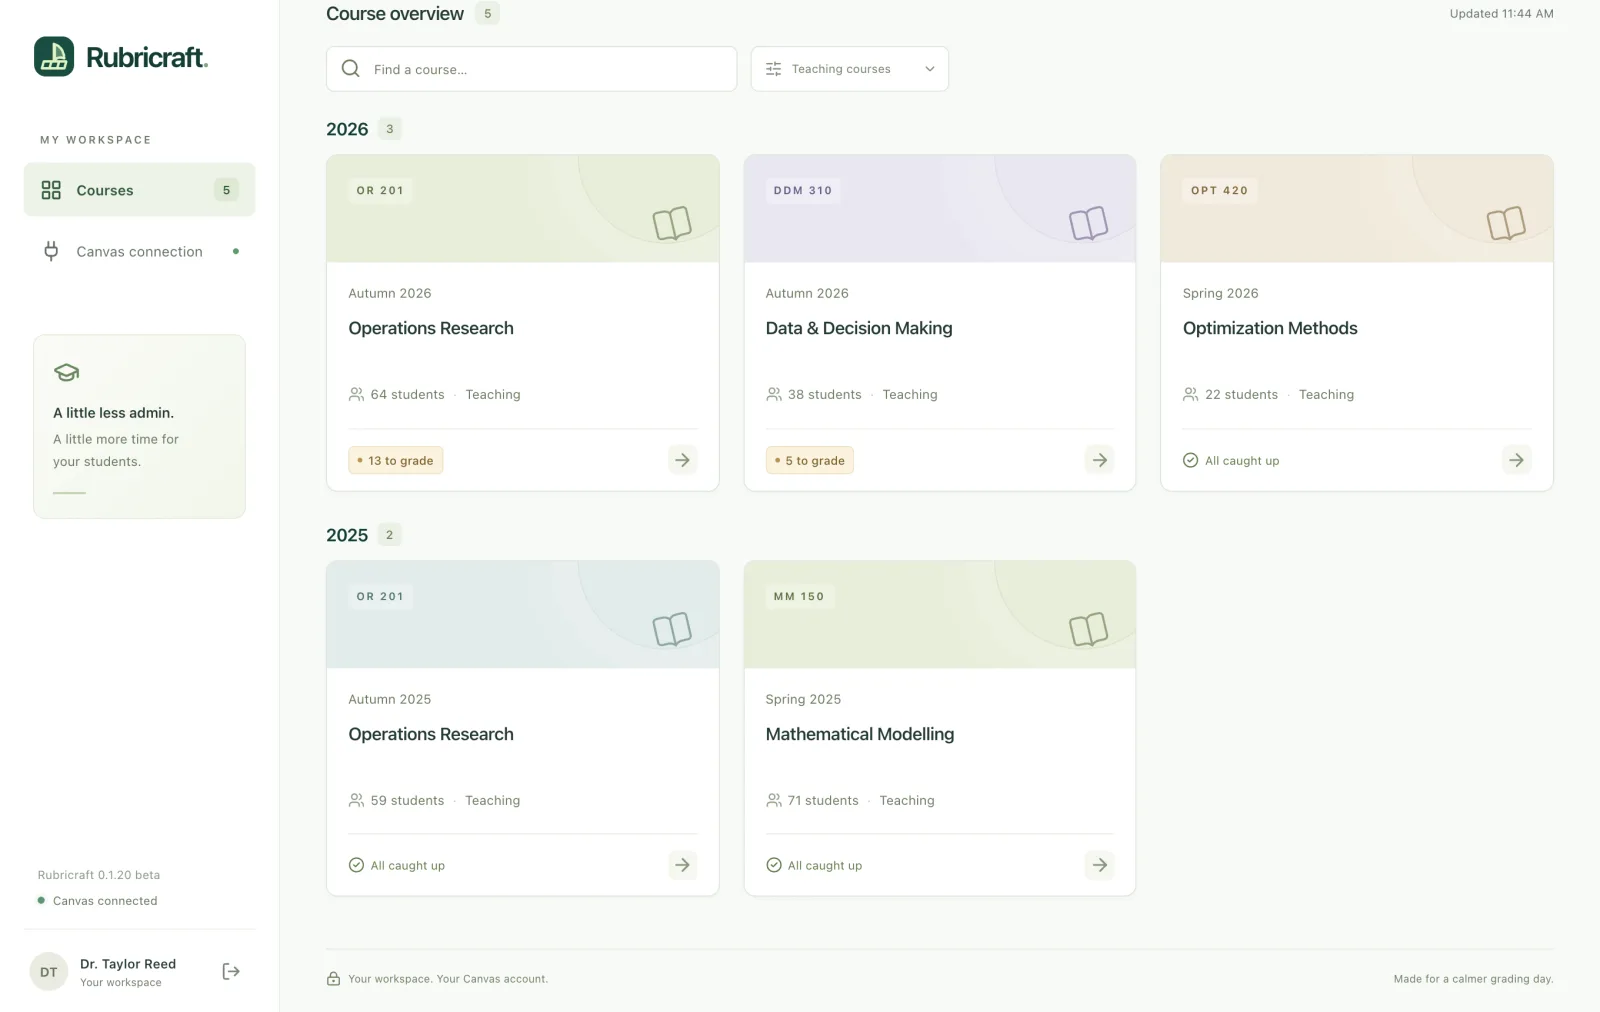 Rubricraft.
MY WORKSPACE
Courses 5
Canvas connection
A little less admin.
A little more time for
your students.
Rubricraft 0.1.20 beta
Canvas connected
DT
Dr. Taylor Reed
Your workspace
Course overview 5
Updated 11:44 AM
Find a course...
Teaching courses
2026 3
OR 201
Autumn 2026
Operations Research
64 students · Teaching
13 to grade
DDM 310
Autumn 2026
Data & Decision Making
38 students · Teaching
5 to grade
OPT 420
Spring 2026
Optimization Methods
22 students · Teaching
All caught up
2025 2
OR 201
Autumn 2025
Operations Research
59 students · Teaching
All caught up
MM 150
Spring 2025
Mathematical Modelling
71 students · Teaching
All caught up
Your workspace. Your Canvas account.
Made for a calmer grading day.